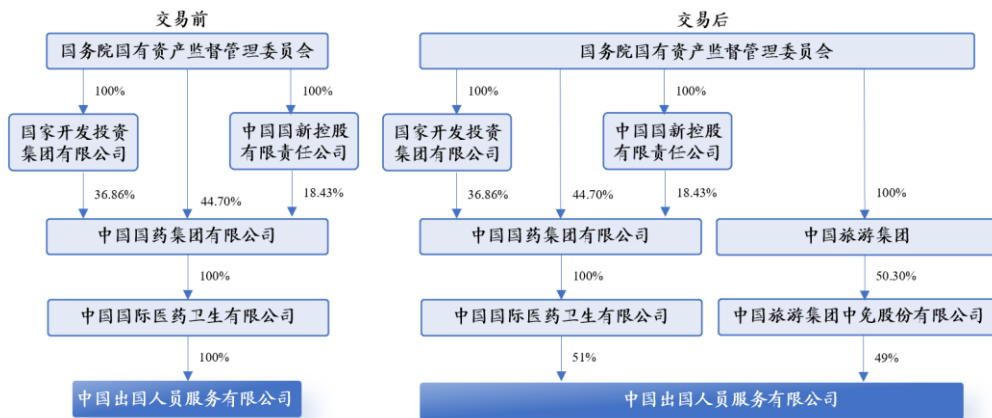 交易前
国务院国有资产监督管理委员会
100%
100%
国家开发投资
集团有限公司
中国国新控股
有限责任公司
36.86%
44.70%
18.43%
中国国药集团有限公司
100%
中国国际医药卫生有限公司
100%
中国出国人员服务有限公司
交易后
国务院国有资产监督管理委员会
100%
100%
国家开发投资
集团有限公司
中国国新控股
有限责任公司
36.86%
44.70%
18.43%
100%
中国国药集团有限公司
中国旅游集团
100%
50.30%
中国国际医药卫生有限公司
中国旅游集团中免股份有限公司
51%
49%
中国出国人员服务有限公司